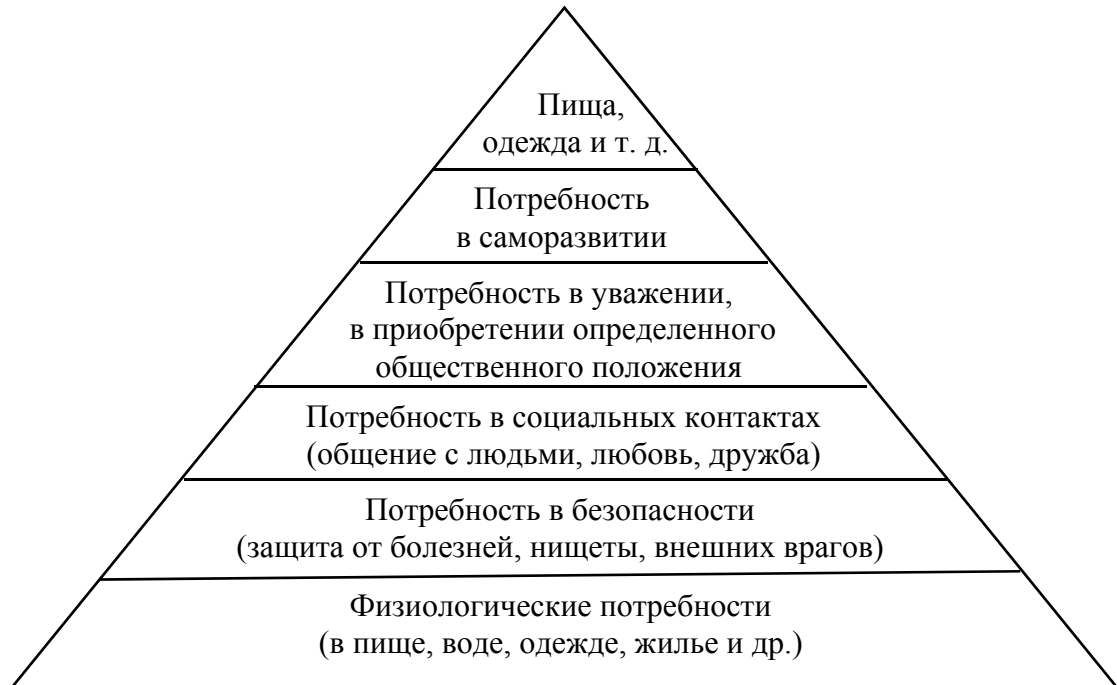 Пища,
одежда и т. д.
Потребность
в саморазвитии
Потребность в уважении,
в приобретении определенного
общественного положения
Потребность в социальных контактах
(общение с людьми, любовь, дружба)
Потребность в безопасности
(защита от болезней, нищеты, внешних врагов)
Физиологические потребности
(в пище, воде, одежде, жилье и др.)